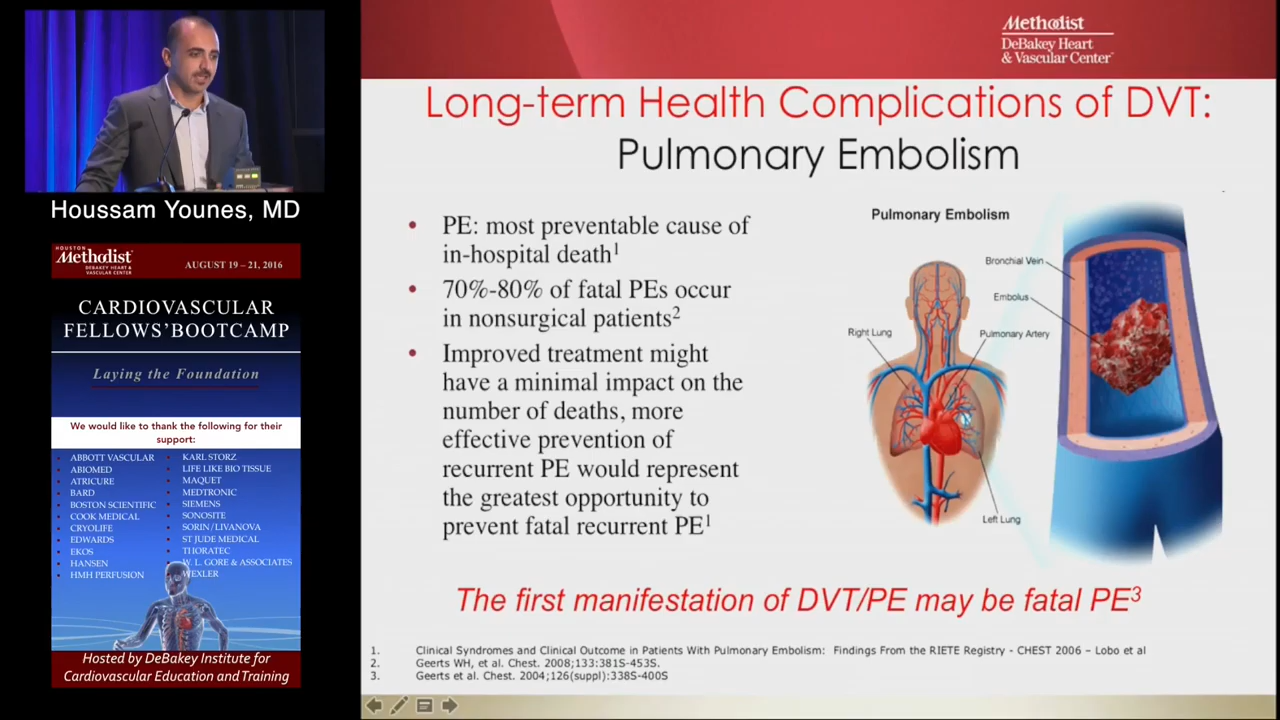 Houssam Younes, MD
HOUSTON
Methodist
DEBAKEY HEART &
VASCULAR CENTER
AUGUST 19 – 21, 2016
CARDIOVASCULAR
FELLOWS'BOOTCAMP
Laying the Foundation
We would like to thank the following for their
support:
ABBOTT VASCULAR
ABIOMED
ATRICURE
BARD
BOSTON SCIENTIFIC
COOK MEDICAL
CRYOLIFE
EDWARDS
EKOS
HANSEN
HMH PERFUSION
KARL STORZ
LIFE LIKE BIO TISSUE
MAQUET
MEDTRONIC
SIEMENS
SONOSITE
SORIN/LIVANOVA
ST JUDE MEDICAL
THORATEC
W. L. GORE & ASSOCIATES
WEXLER
Hosted by DeBakey Institute for
Cardiovascular Education and Training
Methodist
DeBakey Heart
& Vascular Center
Long-term Health Complications of DVT:
Pulmonary Embolism
• PE: most preventable cause of
in-hospital death¹
• 70%-80% of fatal PEs occur
in nonsurgical patients²
• Improved treatment might
have a minimal impact on the
number of deaths, more
effective prevention of
recurrent PE would represent
the greatest opportunity to
prevent fatal recurrent PE¹
Pulmonary Embolism
Bronchial Vein
Embolus
Right Lung
Pulmonary Artery
Left Lung
The first manifestation of DVT/PE may be fatal PE³
1. Clinical Syndromes and Clinical Outcome in Patients With Pulmonary Embolism: Findings From the RIETE Registry - CHEST 2006 – Lobo et al
2. Geerts WH, et al. Chest. 2008;133:381S-453S.
3. Geerts et al. Chest. 2004;126(suppl):338S-400S